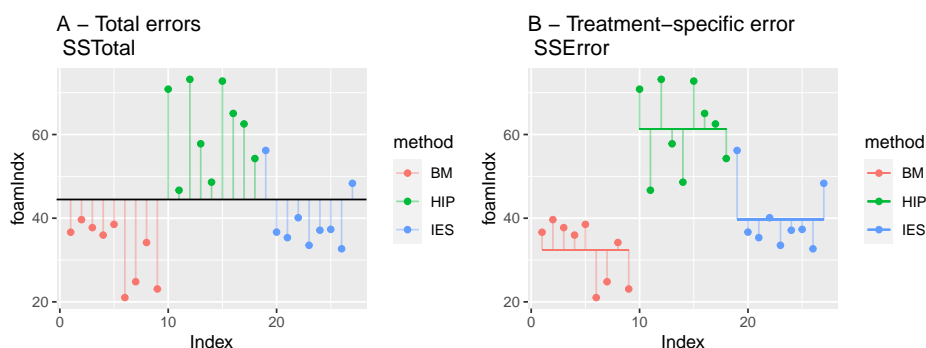 A – Total errors
SSTotal
foamIndx
60
40
20
0
10
20
Index
method
BM
HIP
IES
B – Treatment–specific error
SSError
foamIndx
60
40
20
0
10
20
Index
method
BM
HIP
IES